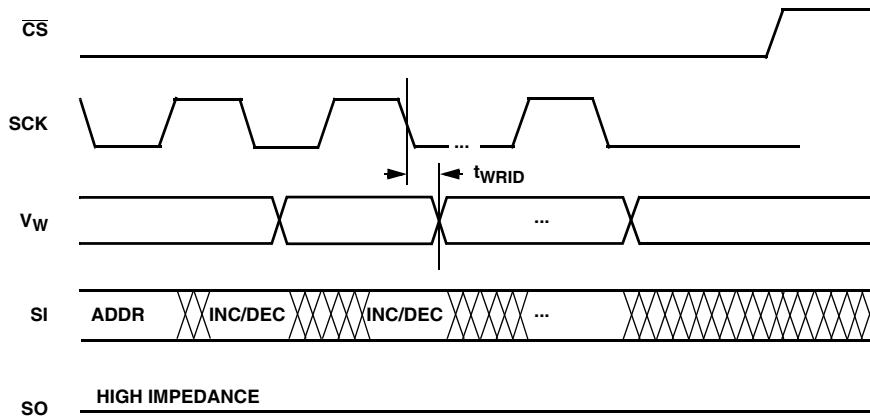 CS
SCK
...
tWRID
VW
...
SI ADDR INC/DEC INC/DEC ...
HIGH IMPEDANCE
SO